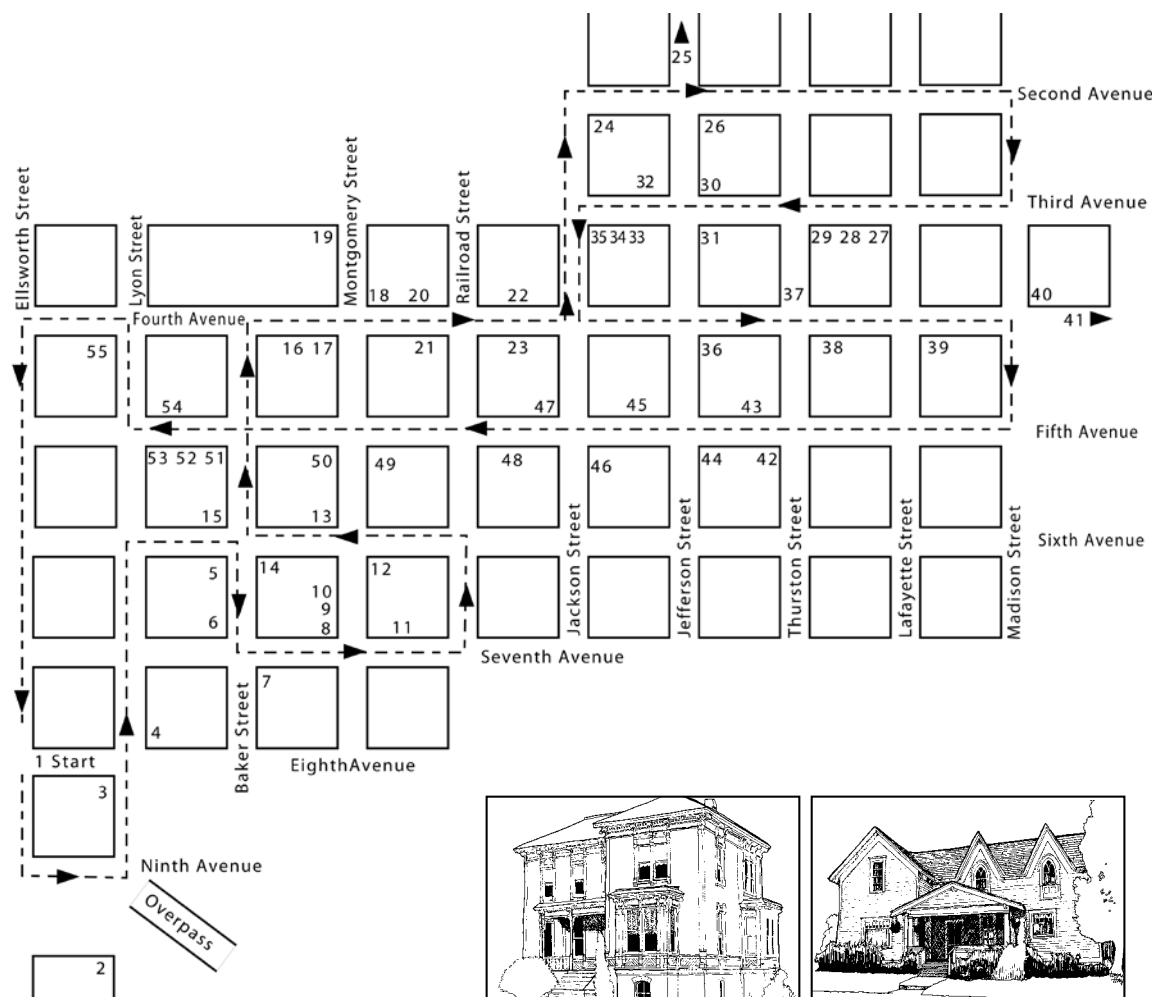 25
Second Avenue
24
26
32
30
Third Avenue
Ellsworth Street
Lyon Street
Montgomery Street
Railroad Street
19
35 34 33
31
29 28 27
18 20
22
37
40
Fourth Avenue
41
55
16 17
21
23
36
38
39
54
47
45
43
Fifth Avenue
53 52 51
50
49
48
46
44 42
15
13
Jackson Street
Jefferson Street
Thurston Street
Lafayette Street
Madison Street
Sixth Avenue
5
14
12
10
9
6
8
11
Seventh Avenue
7
4
Baker Street
1 Start
EighthAvenue
3
Ninth Avenue
Overpass
2